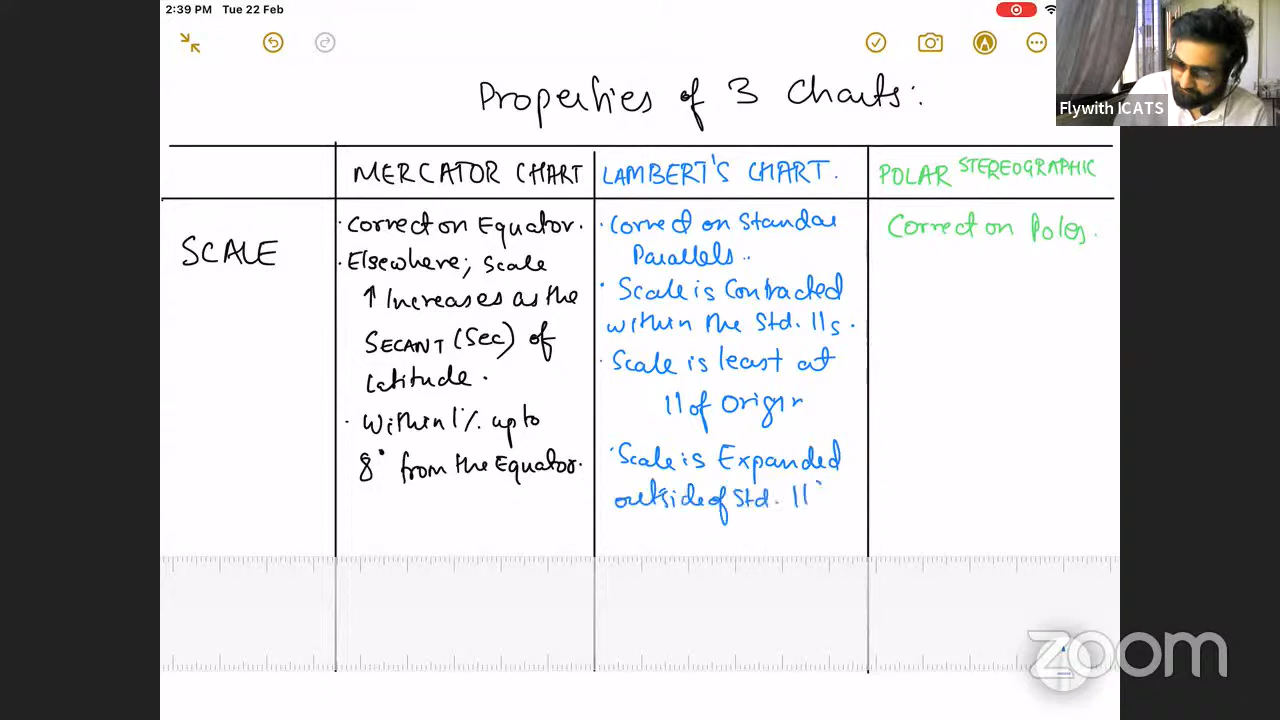 2:39 PM Tue 22 Feb
Flywith ICATS
Properties of 3 Charts:
MERCATOR CHART
LAMBERT'S CHART.
POLAR STEREOGRAPHIC
SCALE
· Correct on Equator.
· Elsewhere; Scale
↑ Increases as the
SECANT (Sec) of
Latitude.
· Within 1% upto
8° from the Equator.
· Correct on Standar
Parallels..
· Scale is Contracted
within the Std. ||s.
· Scale is least at
|| of Origin
· Scale is Expanded
outside of Std. ||s
Correct on Poles.
zoom